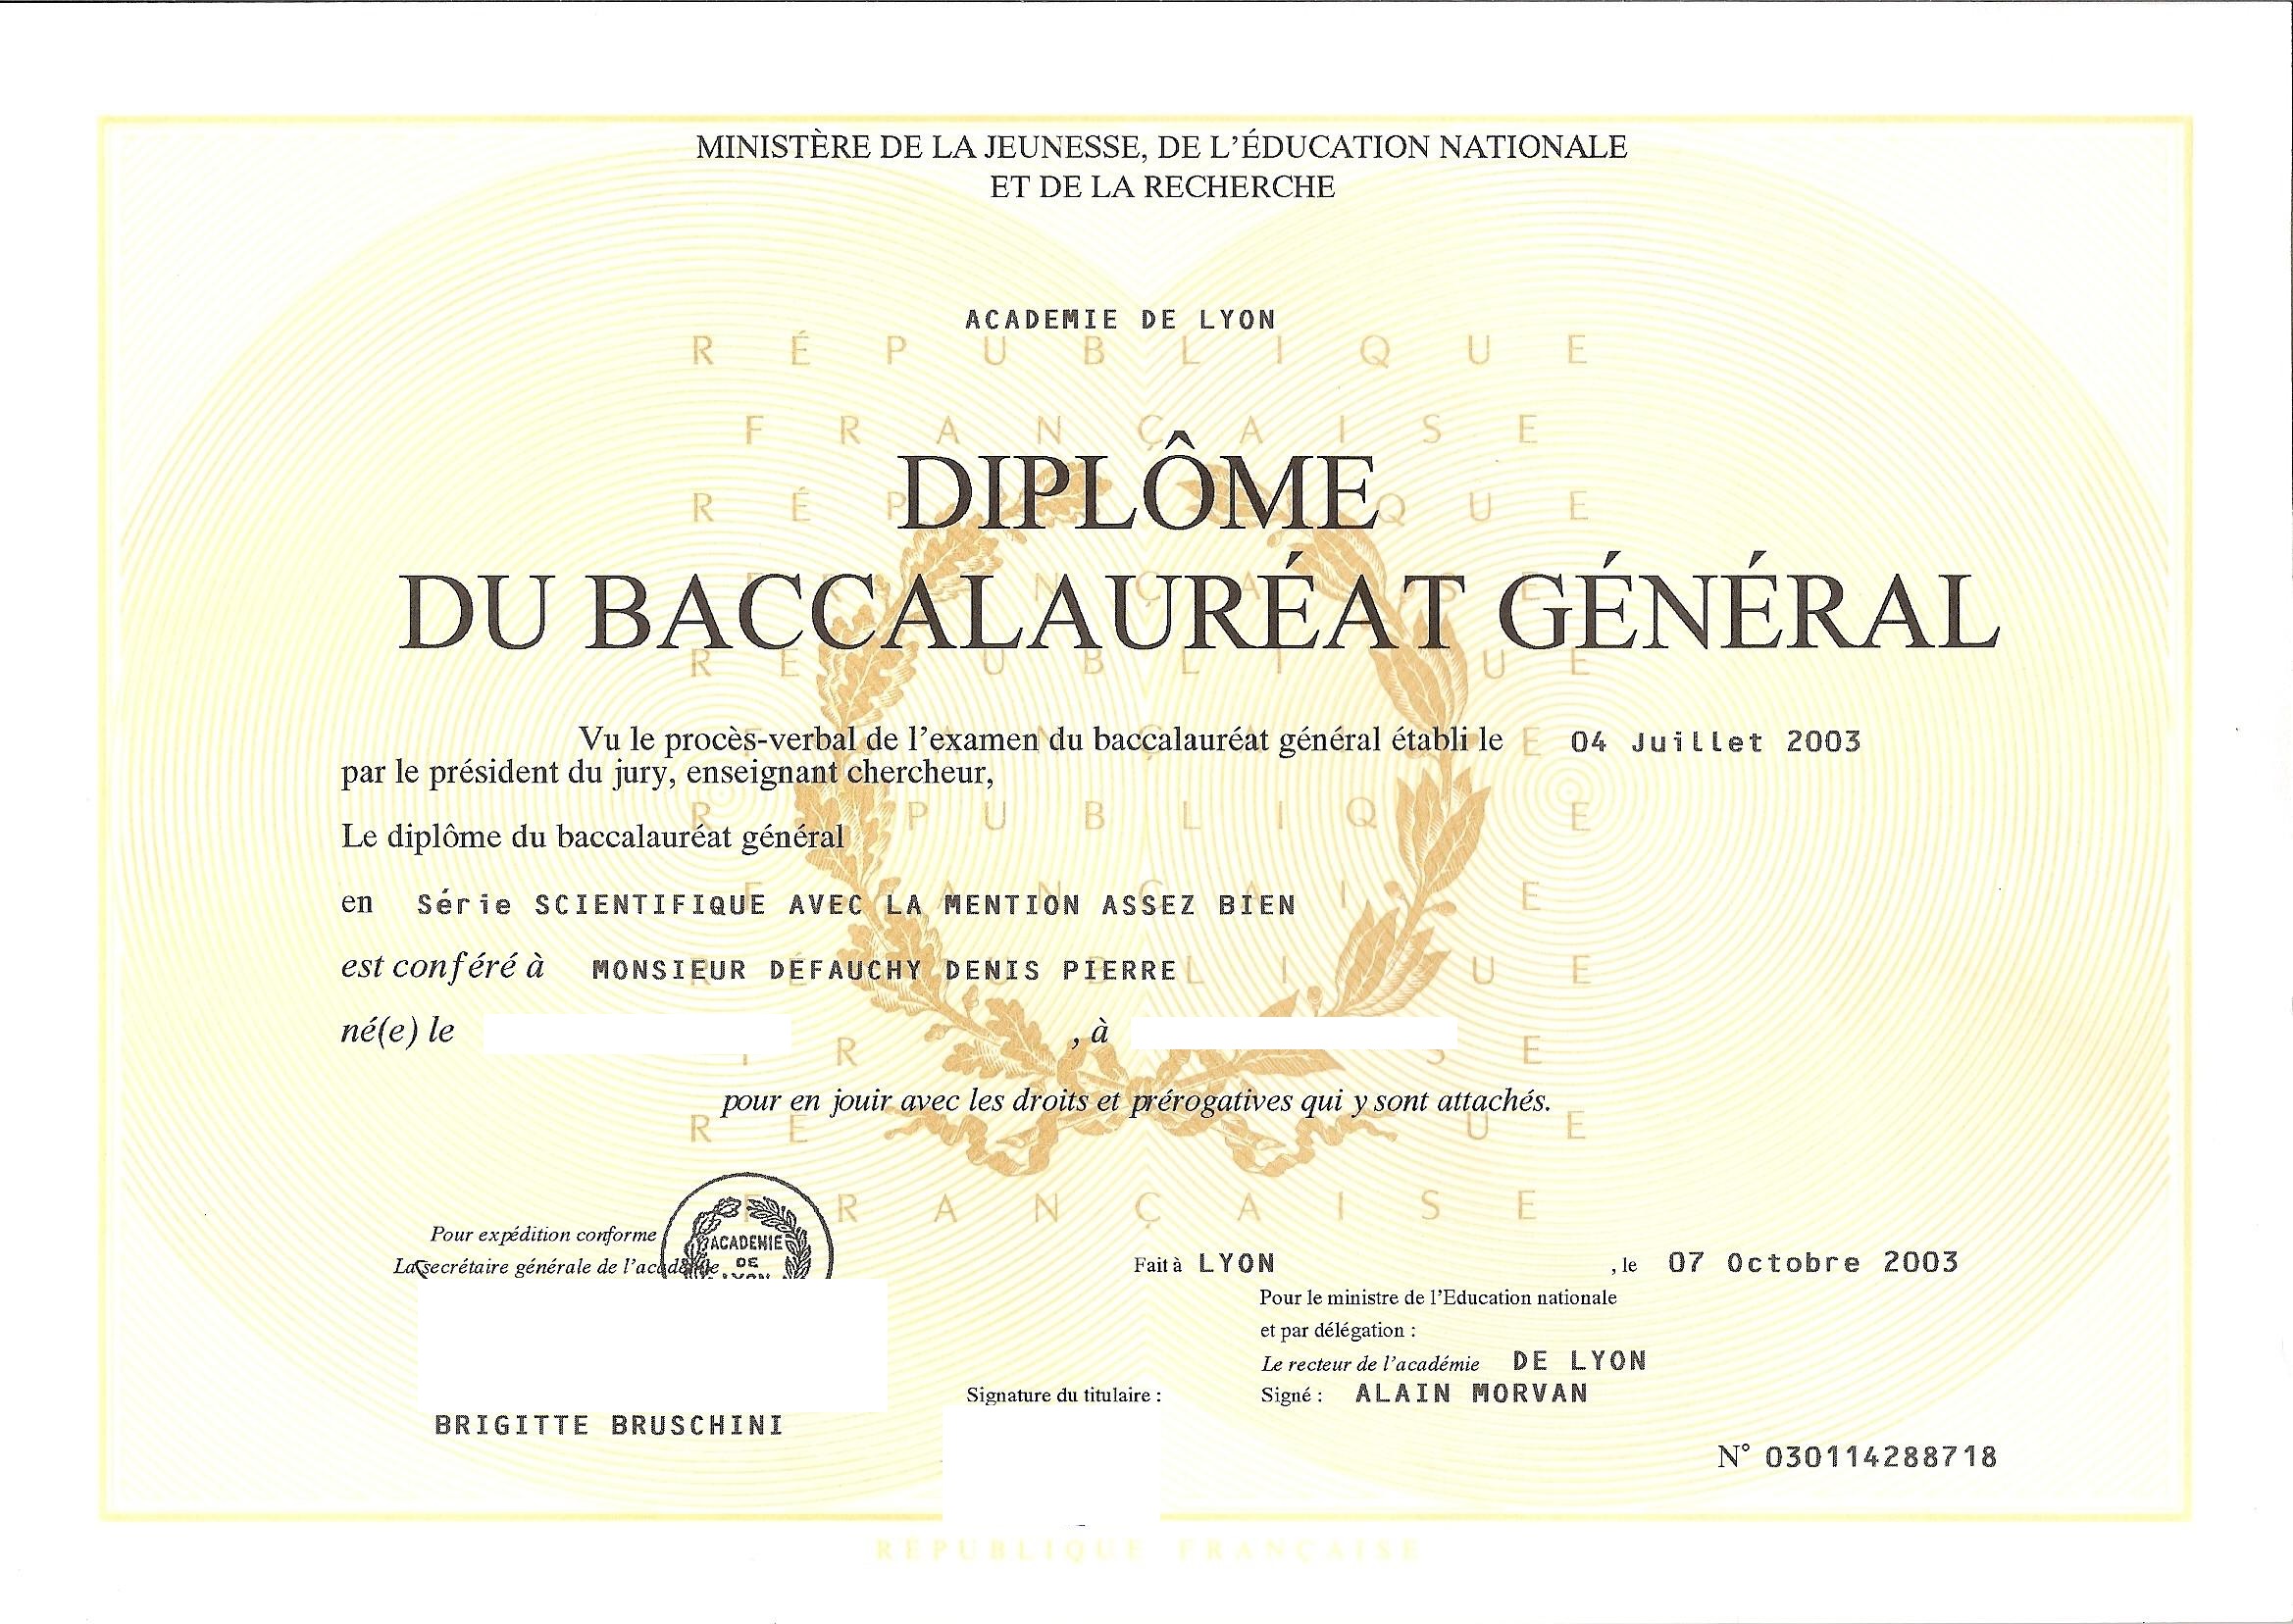 MINISTÈRE DE LA JEUNESSE, DE L'ÉDUCATION NATIONALE
ET DE LA RECHERCHE
ACADEMIE DE LYON
RÉPUBLIQUE
FRANÇAISE
DIPLÔME
DU BACCALAURÉAT GÉNÉRAL
Vu le procès-verbal de l'examen du baccalauréat général établi le 04 Juillet 2003
par le président du jury, enseignant chercheur,
Le diplôme du baccalauréat général
en Série SCIENTIFIQUE AVEC LA MENTION ASSEZ BIEN
est conféré à MONSIEUR DEFAUCHY DENIS PIERRE
né(e) le , à
pour en jouir avec les droits et prérogatives qui y sont attachés.
FRANÇAISE
Pour expédition conforme
La secrétaire générale de l'académie
ACADEMIE
DE
LYON
Fait à LYON , le 07 Octobre 2003
Pour le ministre de l'Education nationale
et par délégation :
Le recteur de l'académie DE LYON
Signature du titulaire : Signé : ALAIN MORVAN
BRIGITTE BRUSCHINI
N° 030114288718
RÉPUBLIQUE FRANÇAISE